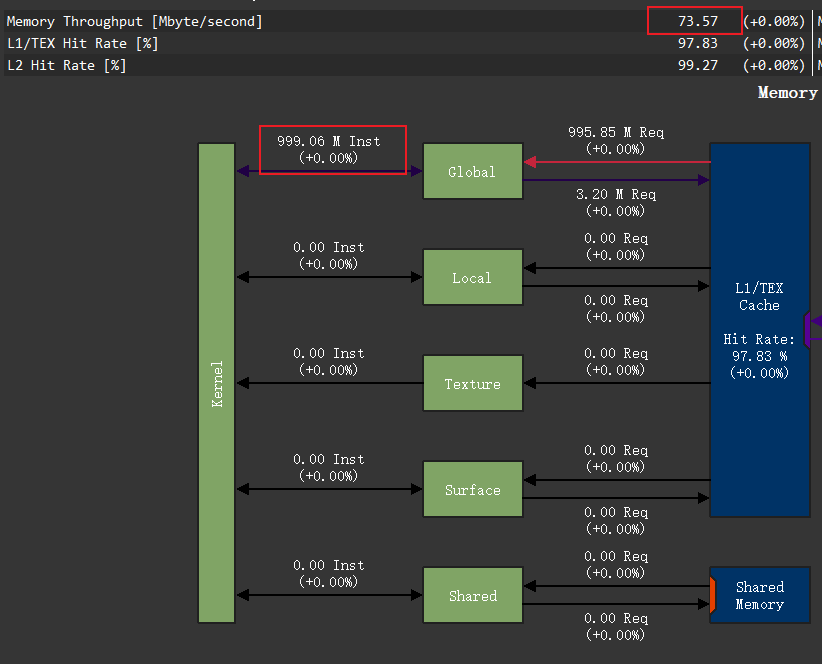 Memory Throughput [Mbyte/second] 73.57 (+0.00%)
L1/TEX Hit Rate [%] 97.83 (+0.00%)
L2 Hit Rate [%] 99.27 (+0.00%)
Memory
999.06 M Inst
(+0.00%)
Global
995.85 M Req
(+0.00%)
3.20 M Req
(+0.00%)
0.00 Inst
(+0.00%)
Local
0.00 Req
(+0.00%)
0.00 Req
(+0.00%)
L1/TEX
Cache
Hit Rate:
97.83 %
(+0.00%)
Kernel
0.00 Inst
(+0.00%)
Texture
0.00 Req
(+0.00%)
0.00 Inst
(+0.00%)
Surface
0.00 Req
(+0.00%)
0.00 Req
(+0.00%)
0.00 Inst
(+0.00%)
Shared
0.00 Req
(+0.00%)
0.00 Req
(+0.00%)
Shared
Memory